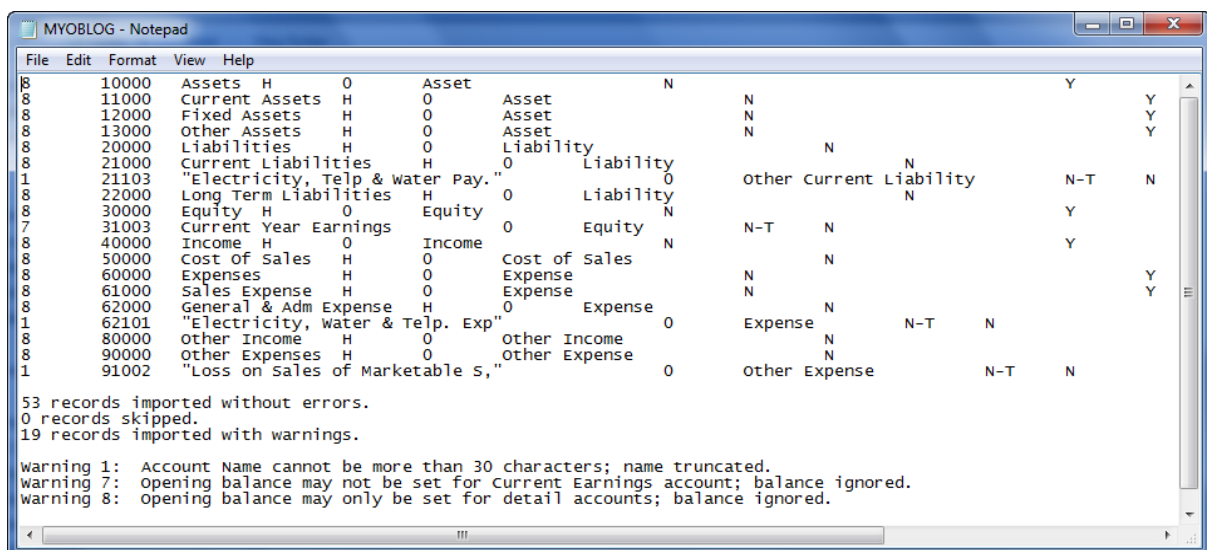 MYOBLOG - Notepad
File Edit Format View Help
8 10000 Assets H 0 Asset N Y
8 11000 Current Assets H 0 Asset N Y
8 12000 Fixed Assets H 0 Asset N Y
8 13000 Other Assets H 0 Asset N Y
8 20000 Liabilities H 0 Liability N
8 21000 Current Liabilities H 0 Liability N
1 21103 "Electricity, Telp & Water Pay." 0 Other Current Liability N-T N
8 22000 Long Term Liabilities H 0 Liability N
8 30000 Equity H 0 Equity N Y
7 31003 Current Year Earnings 0 Equity N-T N
8 40000 Income H 0 Income N Y
8 50000 Cost Of Sales H 0 Cost of Sales N
8 60000 Expenses H 0 Expense N Y
8 61000 Sales Expense H 0 Expense N Y
8 62000 General & Adm Expense H 0 Expense N
1 62101 "Electricity, Water & Telp. Exp" 0 Expense N-T N
8 80000 Other Income H 0 Other Income N
8 90000 Other Expenses H 0 Other Expense N
1 91002 "Loss on Sales of Marketable S," 0 Other Expense N-T N
53 records imported without errors.
0 records skipped.
19 records imported with warnings.
Warning 1: Account Name cannot be more than 30 characters; name truncated.
Warning 7: Opening balance may not be set for Current Earnings account; balance ignored.
Warning 8: Opening balance may only be set for detail accounts; balance ignored.